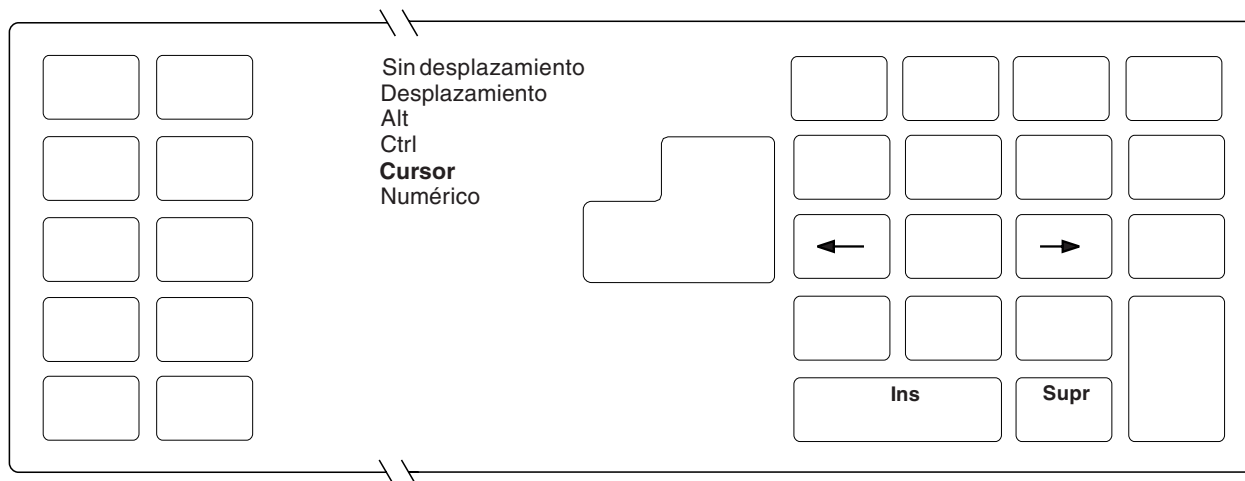 Sin desplazamiento
Desplazamiento
Alt
Ctrl
Cursor
Numérico
Ins
Supr